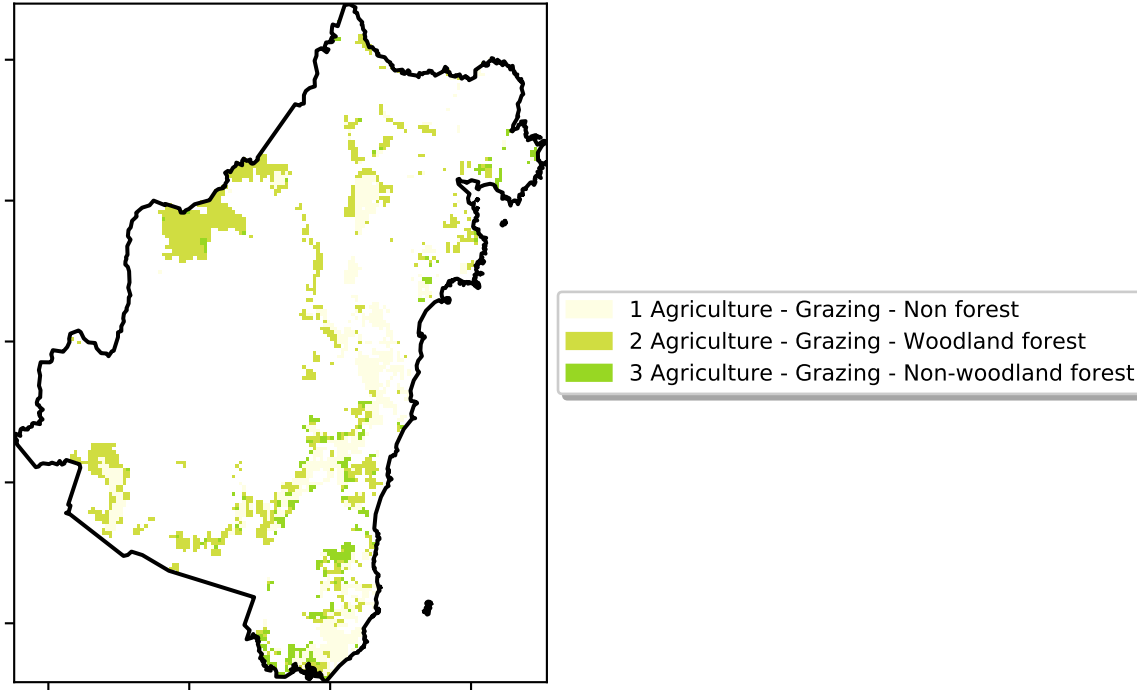 1 Agriculture - Grazing - Non forest
2 Agriculture - Grazing - Woodland forest
3 Agriculture - Grazing - Non-woodland forest